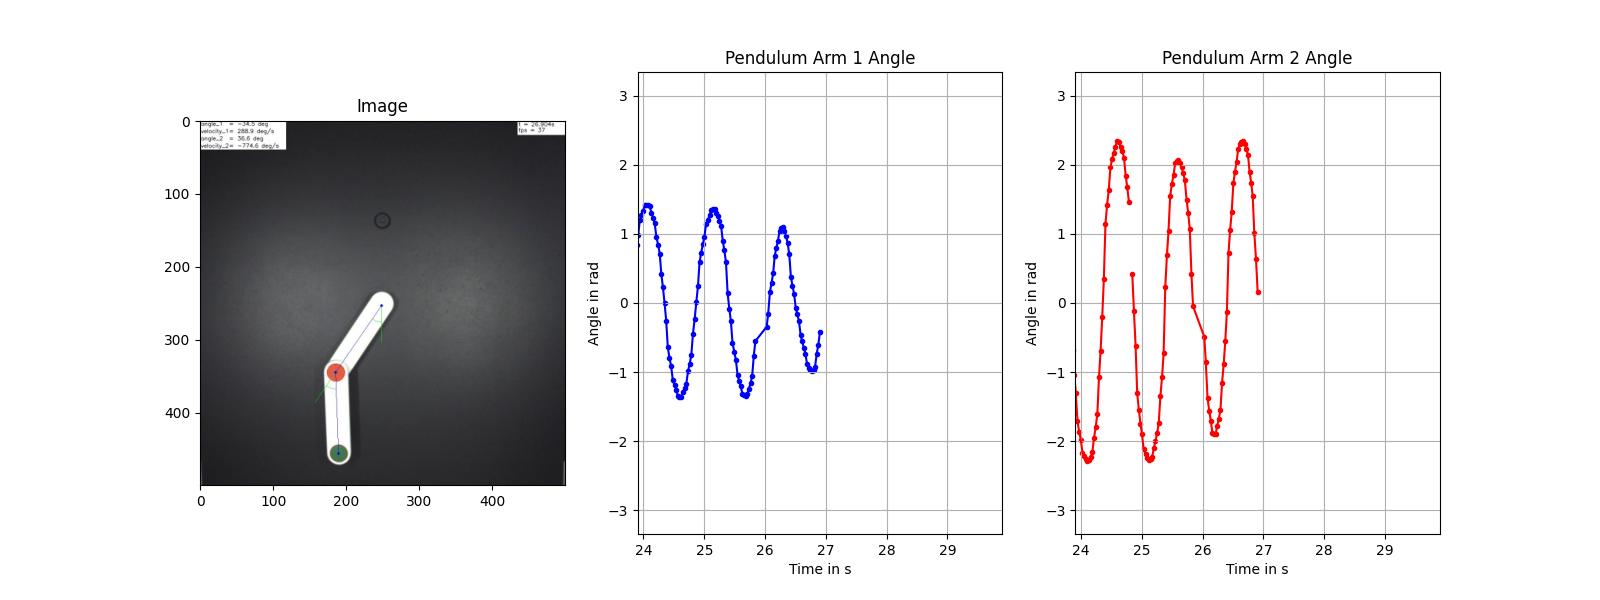 Image
angle_1 = -34.5 deg
velocity_1= 288.9 deg/s
angle_2 = 36.6 deg
velocity_2= -774.6 deg/s
t = 26.904s
fps = 37
0
100
200
300
400
0 100 200 300 400
Pendulum Arm 1 Angle
Angle in rad
3
2
1
0
−1
−2
−3
24 25 26 27 28 29
Time in s
Pendulum Arm 2 Angle
Angle in rad
3
2
1
0
−1
−2
−3
24 25 26 27 28 29
Time in s